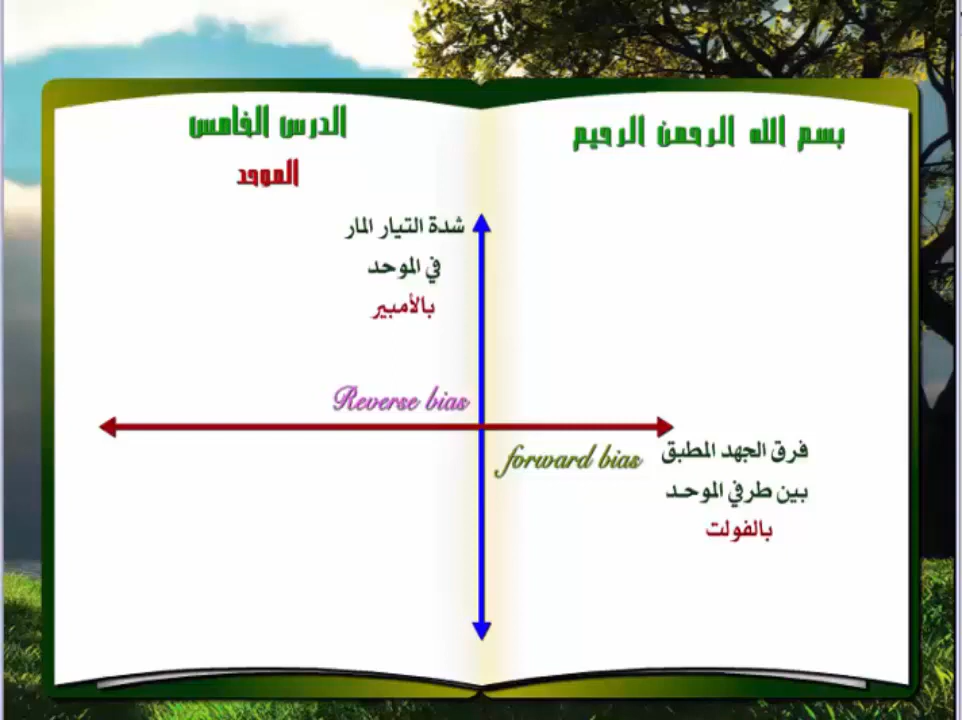 بسم الله الرحمن الرحيم
الدرس الخامس
الموحد
شدة التيار المار
في الموحد
بالأمبير
Reverse bias
forward bias
فرق الجهد المطبق
بين طرفي الموحد
بالفولت